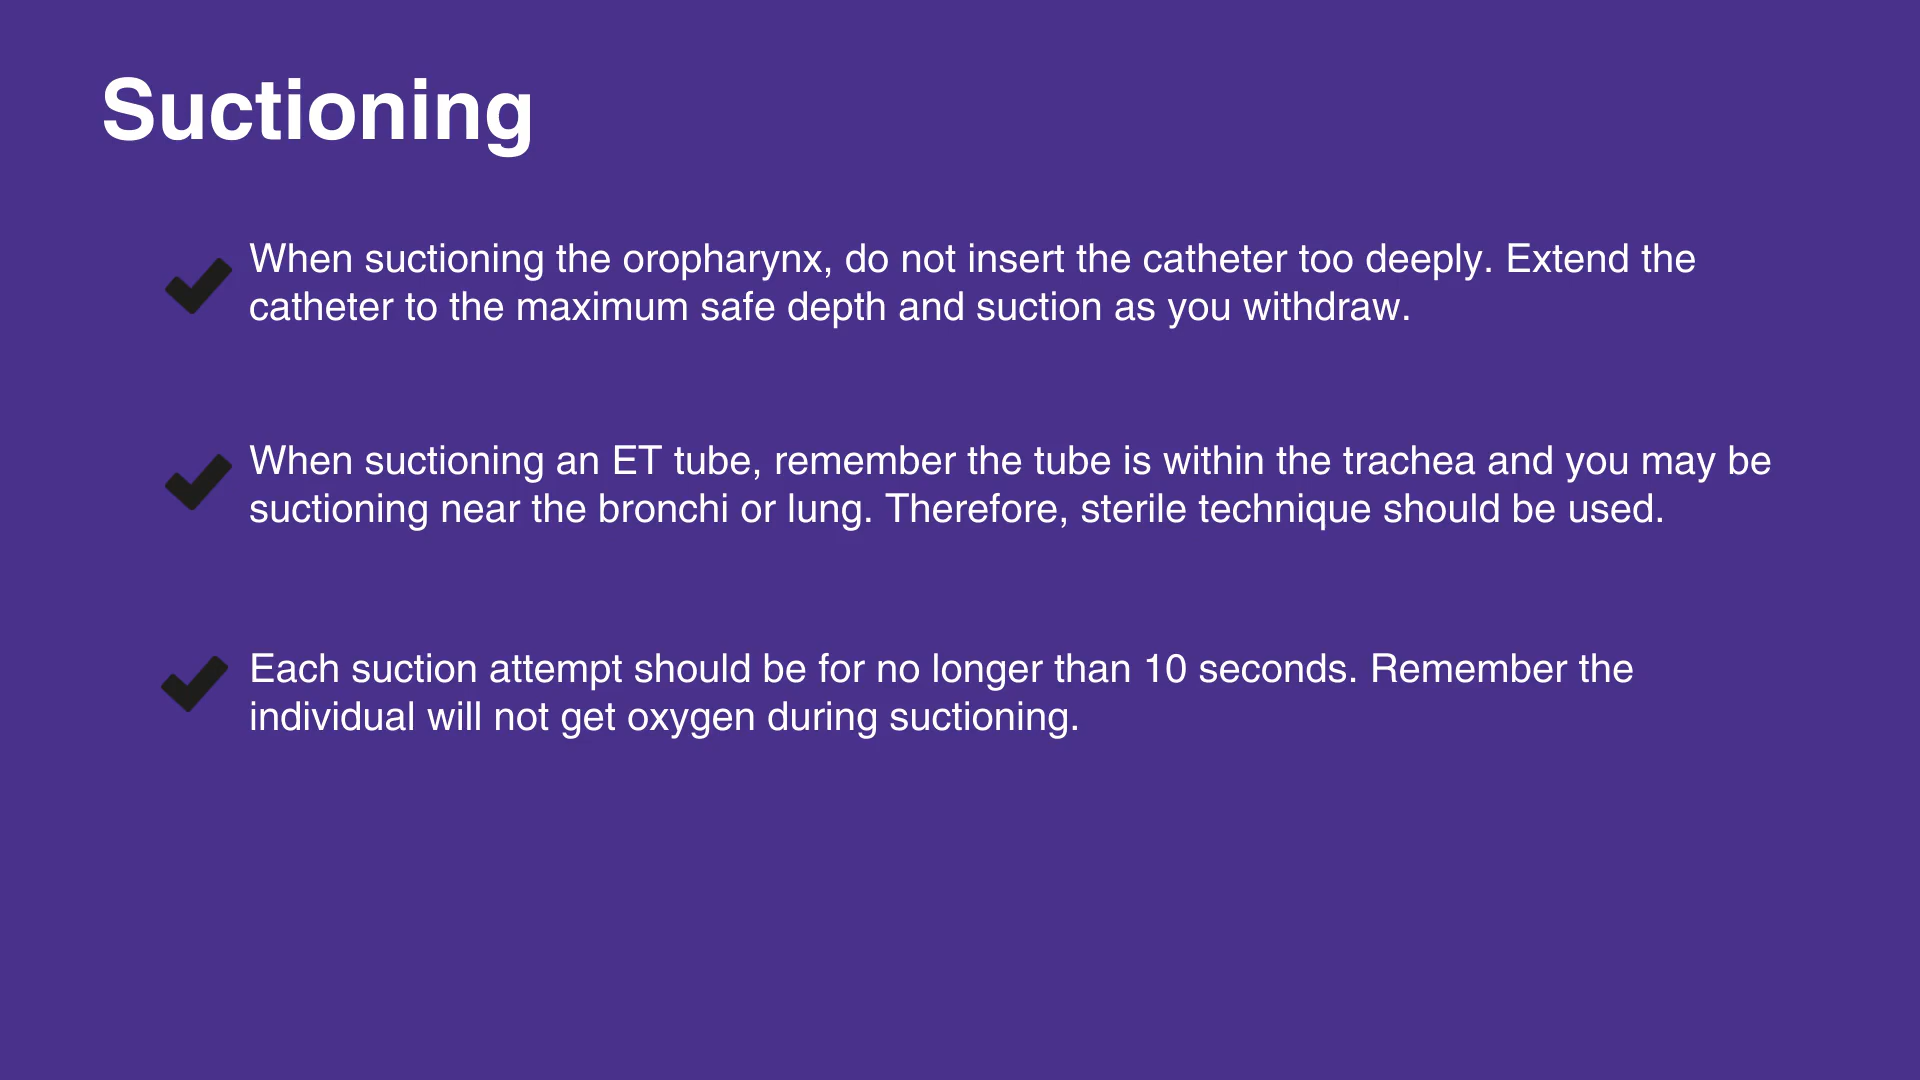 Suctioning
When suctioning the oropharynx, do not insert the catheter too deeply. Extend the
catheter to the maximum safe depth and suction as you withdraw.
When suctioning an ET tube, remember the tube is within the trachea and you may be
suctioning near the bronchi or lung. Therefore, sterile technique should be used.
Each suction attempt should be for no longer than 10 seconds. Remember the
individual will not get oxygen during suctioning.